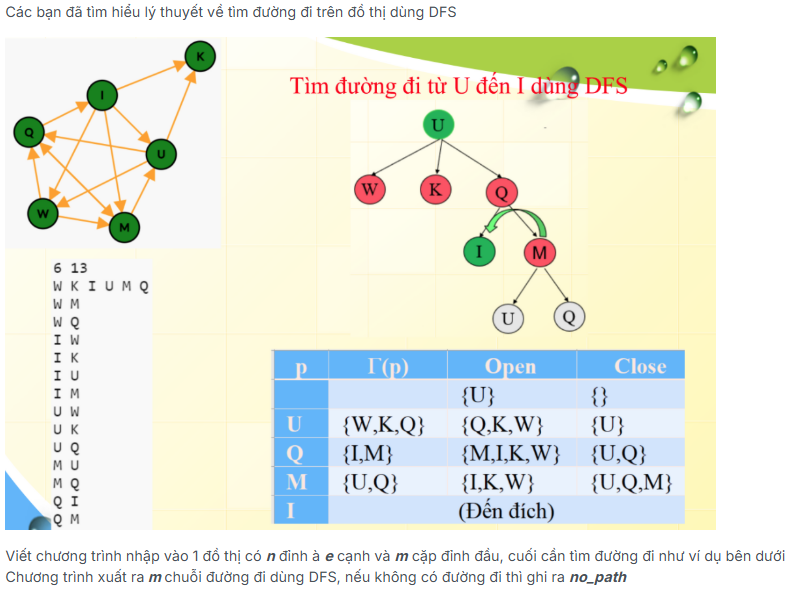 Các bạn đã tìm hiểu lý thuyết về tìm đường đi trên đồ thị dùng DFS
K
I
Q
U
W
M
Tìm đường đi từ U đến I dùng DFS
U
W
K
Q
I
M
U
Q
6 13
W K I U M Q
W M
W Q
I W
I K
I U
I M
U W
U K
U Q
M U
M Q
Q I
Q M
p Γ(p) Open Close
{U} {}
U {W,K,Q} {Q,K,W} {U}
Q {I,M} {M,I,K,W} {U,Q}
M {U,Q} {I,K,W} {U,Q,M}
I (Đến đích)
Viết chương trình nhập vào 1 đồ thị có n đỉnh à e cạnh và m cặp đỉnh đầu, cuối cần tìm đường đi như ví dụ bên dưới
Chương trình xuất ra m chuỗi đường đi dùng DFS, nếu không có đường đi thì ghi ra no_path